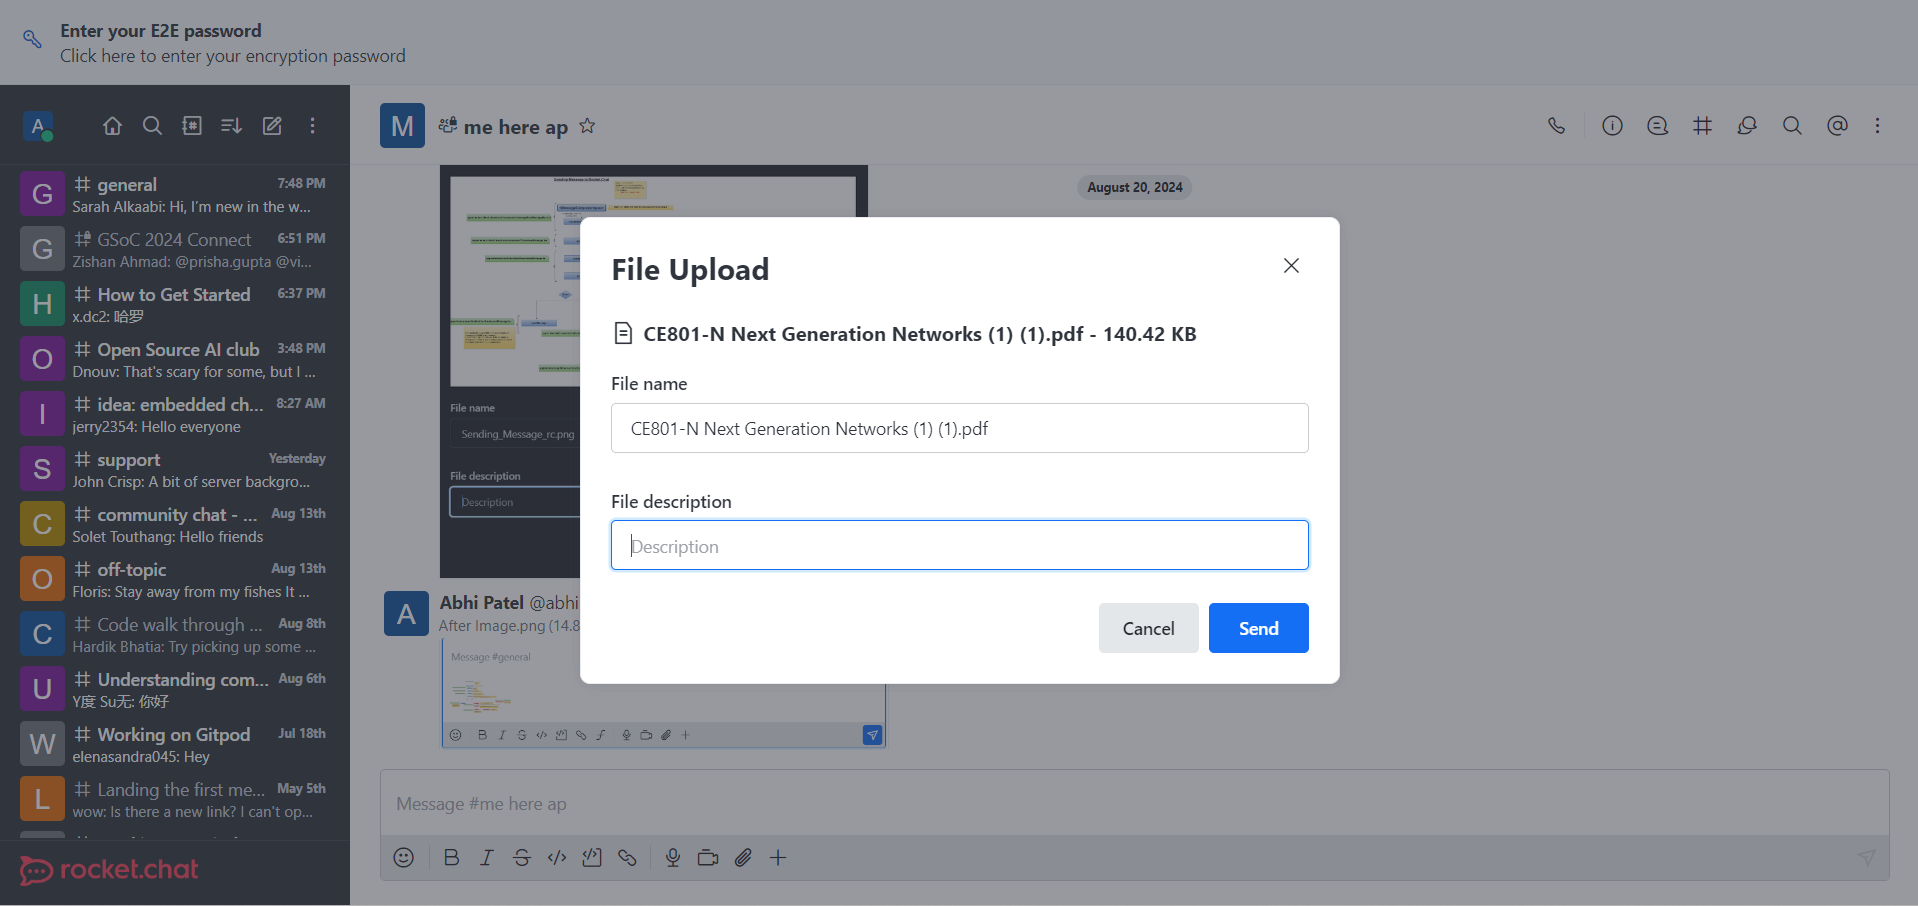 Enter your E2E password
Click here to enter your encryption password
A
M
me here ap
G
general
7:48 PM
Sarah Alkaabi: Hi, I'm new in the w...
G
GSoC 2024 Connect
6:51 PM
Zishan Ahmad: @prisha.gupta @vi...
H
How to Get Started
6:37 PM
x.dc2: 哈罗
O
Open Source AI club
3:48 PM
Dnouv: That's scary for some, but I ...
I
idea: embedded ch...
8:27 AM
jerry2354: Hello everyone
S
support
Yesterday
John Crisp: A bit of server backgro...
C
community chat - ...
Aug 13th
Solet Touthang: Hello friends
O
off-topic
Aug 13th
Floris: Stay away from my fishes It ...
C
Code walk through ...
Aug 8th
Hardik Bhatia: Try picking up some ...
U
Understanding com...
Aug 6th
Y度 Su无: 你好
W
Working on Gitpod
Jul 18th
elenasandra045: Hey
L
Landing the first me...
May 5th
wow: Is there a new link? I can't op...
rocket.chat
August 20, 2024
File name
Sending_Message_rc.png
File description
Description
A
Abhi Patel @abhi
After Image.png (14.8
Message #general
File Upload
CE801-N Next Generation Networks (1) (1).pdf - 140.42 KB
File name
CE801-N Next Generation Networks (1) (1).pdf
File description
Description
Cancel
Send
Message #me here ap